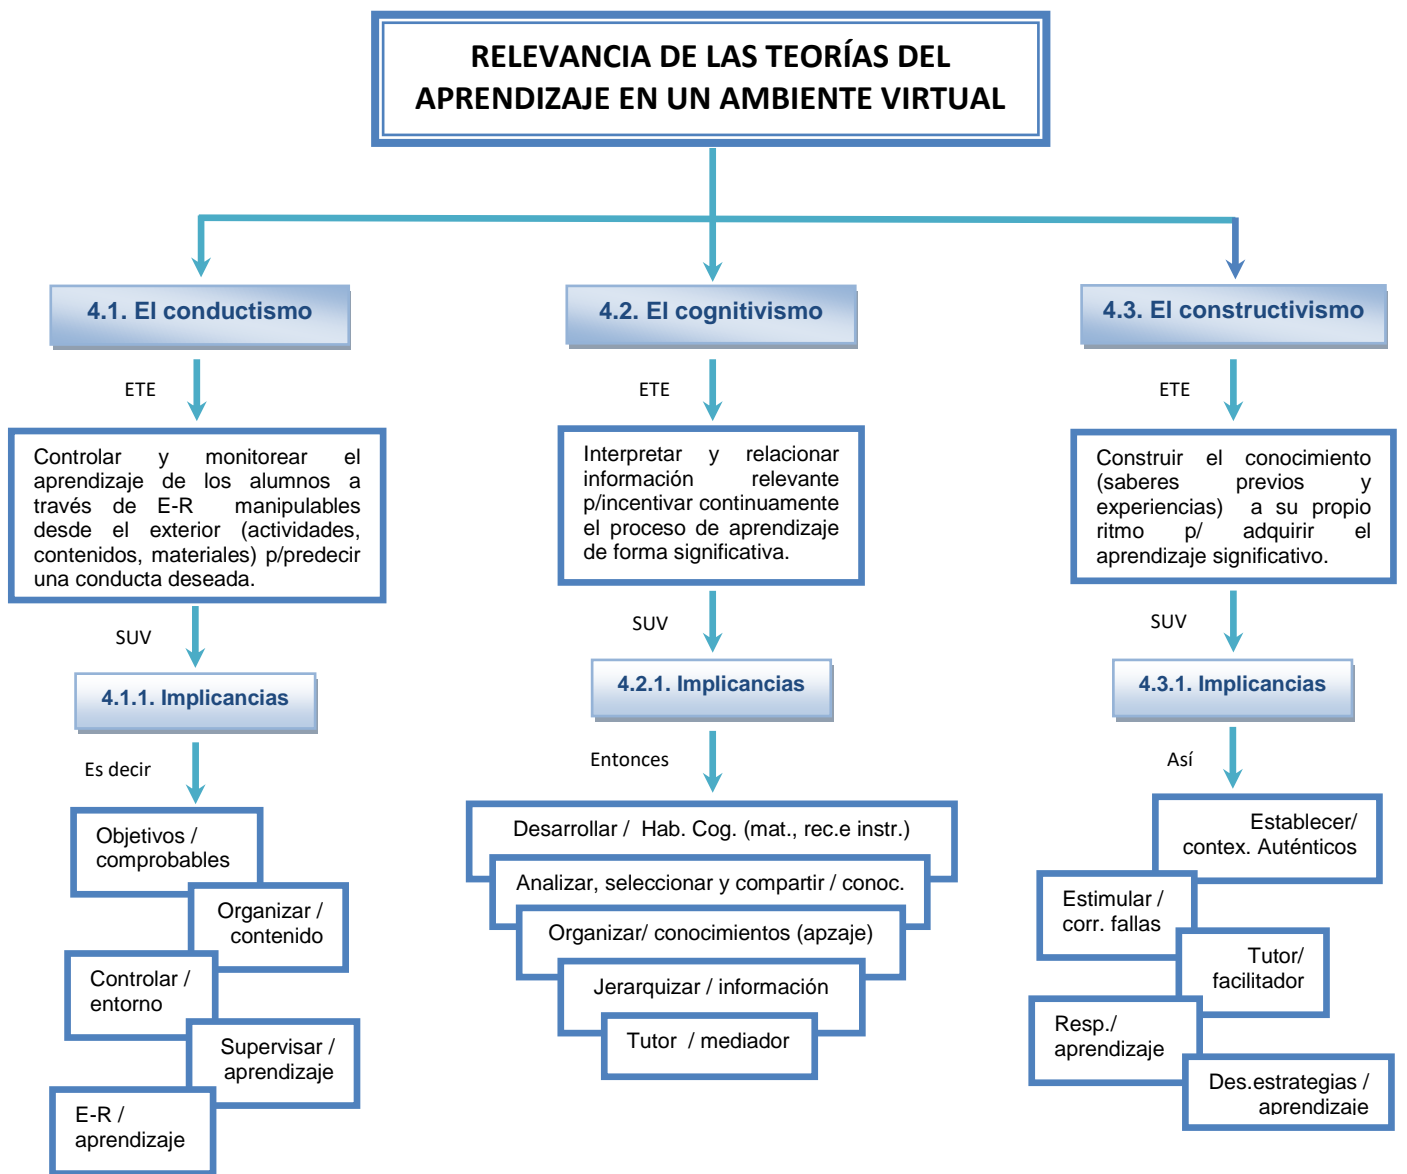 RELEVANCIA DE LAS TEORÍAS DEL
APRENDIZAJE EN UN AMBIENTE VIRTUAL
4.1. El conductismo
ETE
Controlar y monitorear el
aprendizaje de los alumnos a
través de E-R manipulables
desde el exterior (actividades,
contenidos, materiales) p/predecir
una conducta deseada.
SUV
4.1.1. Implicancias
Es decir
Objetivos /
comprobables
Organizar /
contenido
Controlar /
entorno
Supervisar /
aprendizaje
E-R /
aprendizaje
4.2. El cognitivismo
ETE
Interpretar y relacionar
información relevante
p/incentivar continuamente
el proceso de aprendizaje
de forma significativa.
SUV
4.2.1. Implicancias
Entonces
Desarrollar / Hab. Cog. (mat., rec.e instr.)
Analizar, seleccionar y compartir / conoc.
Organizar/ conocimientos (apzaje)
Jerarquizar / información
Tutor / mediador
4.3. El constructivismo
ETE
Construir el conocimiento
(saberes previos y
experiencias) a su propio
ritmo p/ adquirir el
aprendizaje significativo.
SUV
4.3.1. Implicancias
Así
Establecer/
contex. Auténticos
Estimular /
corr. fallas
Tutor/
facilitador
Resp./
aprendizaje
Des.estrategias /
aprendizaje